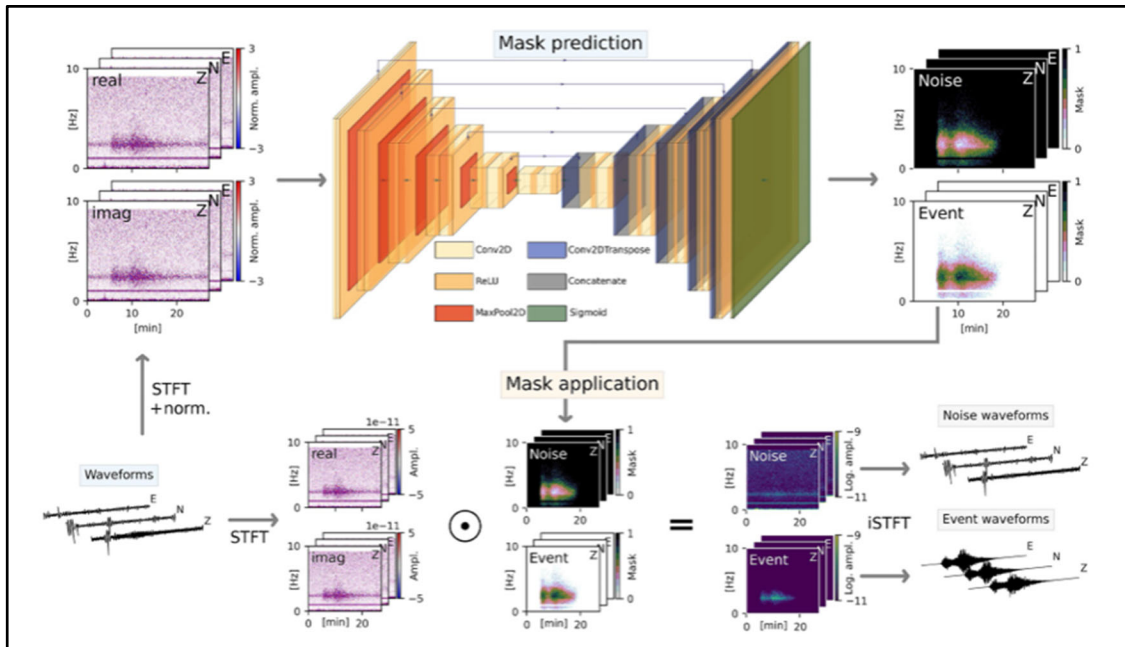 Mask prediction
3
E
N
10
real
Z
[Hz]
Norm. ampl.
0
−3
3
E
N
10
imag
Z
[Hz]
Norm. ampl.
0
−3
10 20
[min]
Conv2D
Conv2DTranspose
ReLU
Concatenate
MaxPool2D
Sigmoid
1
E
N
10
Noise
Z
[Hz]
Mask
0
0
1
E
N
10
Event
Z
[Hz]
Mask
0
0
10 20
[min]
STFT
+norm.
Mask application
Waveforms
E
N
Z
STFT
1e−11
5
E
N
10
real
Z
[Hz]
Ampl.
0
−5
1e−11
5
E
N
10
imag
Z
[Hz]
Ampl.
0
−5
0 [min] 20
1
E
N
10
Noise
Z
[Hz]
Mask
0
0
20
1
E
N
10
Event
Z
[Hz]
Mask
0
0
0 [min] 20
=
−9
10
Noise
[Hz]
Log. ampl.
0
−11
−9
10
Event
[Hz]
Log. ampl.
0
−11
0 [min] 20
iSTFT
Noise waveforms
E
N
Z
Event waveforms
E
N
Z